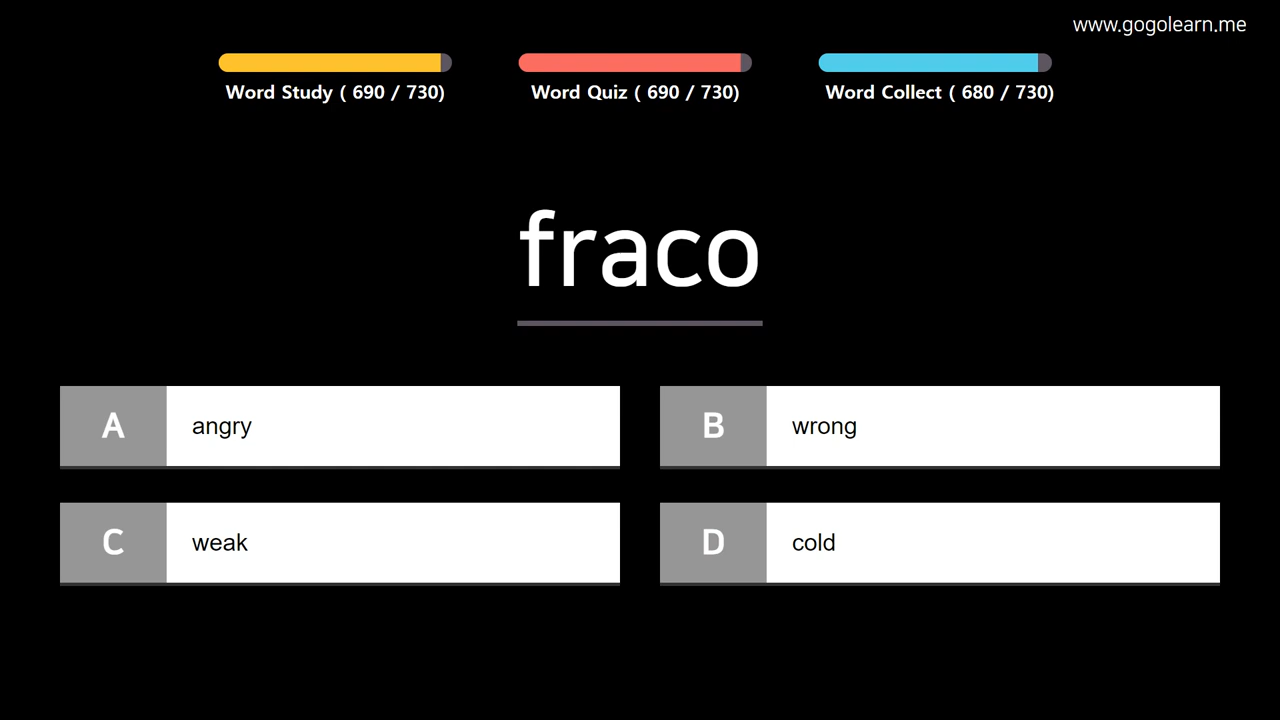 www.gogolearn.me
Word Study ( 690 / 730)
Word Quiz ( 690 / 730)
Word Collect ( 680 / 730)
fraco
A angry
B wrong
C weak
D cold